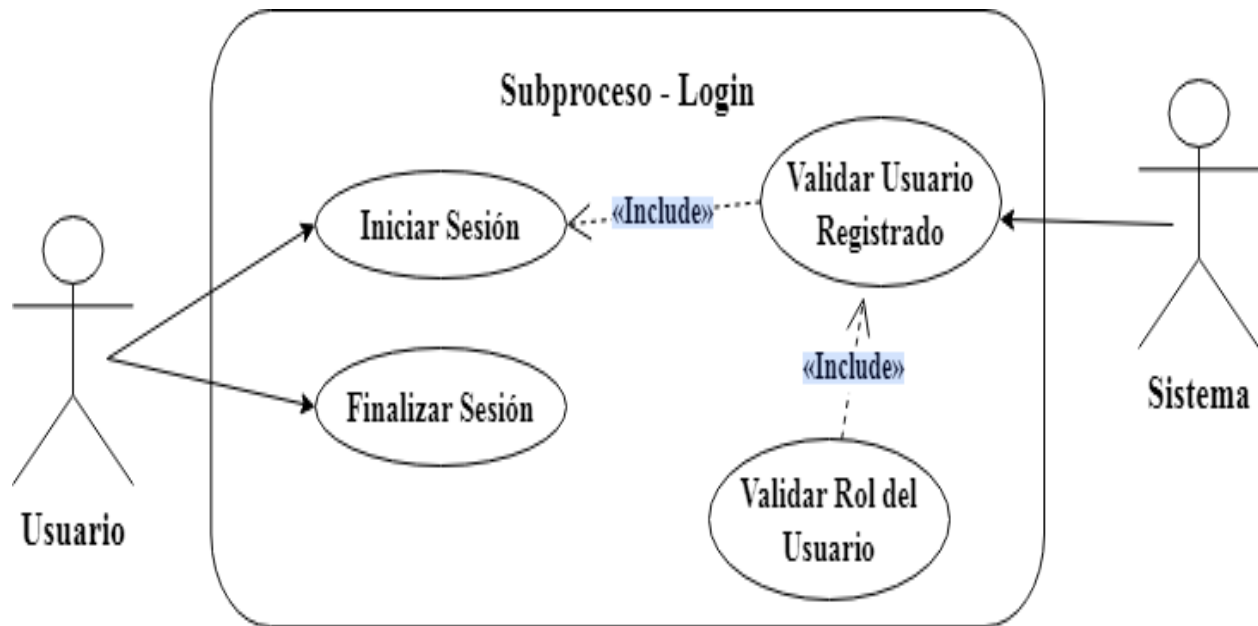 Subproceso - Login
Iniciar Sesión
«Include»
Validar Usuario
Registrado
Finalizar Sesión
«Include»
Validar Rol del
Usuario
Usuario
Sistema